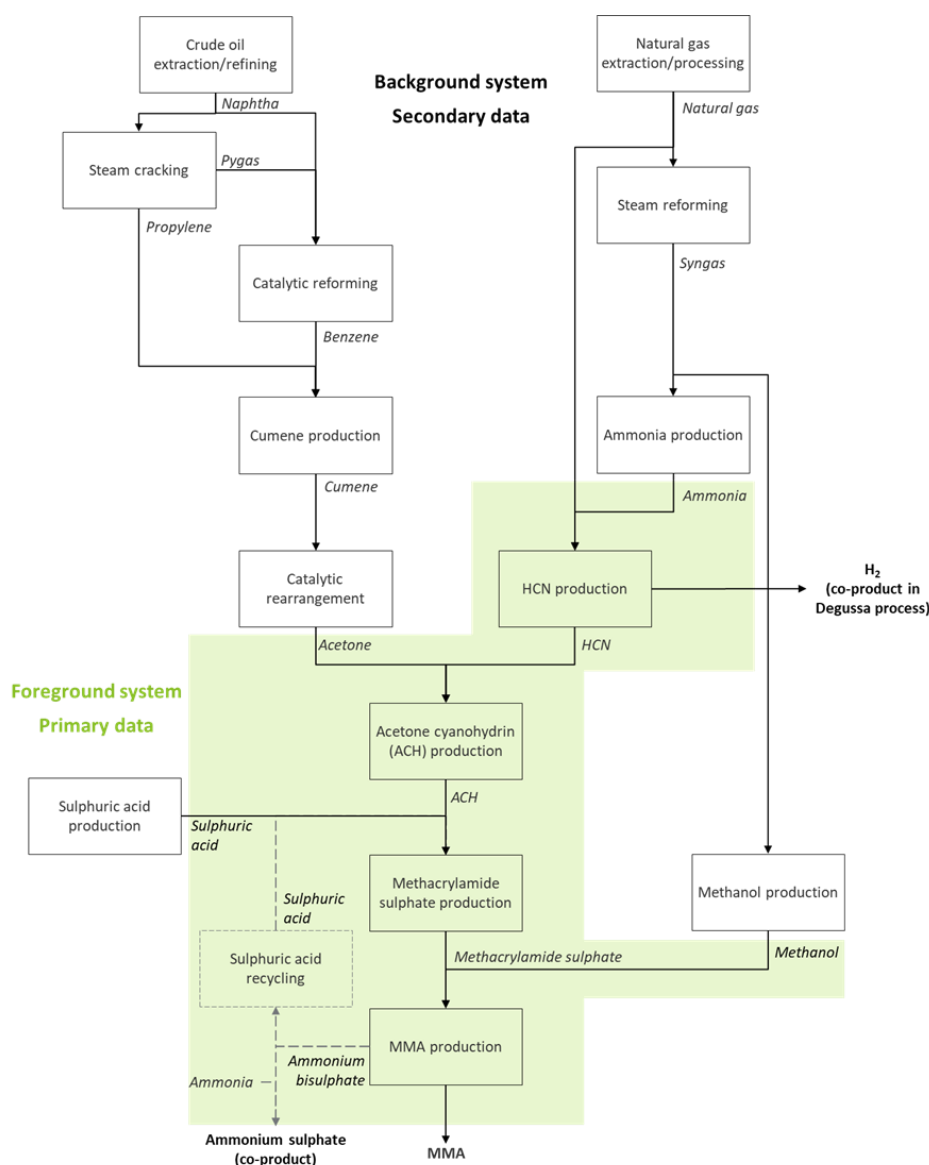 Crude oil
extraction/refining
Natural gas
extraction/processing
Background system
Secondary data
Naphtha
Natural gas
Steam cracking
Pygas
Steam reforming
Propylene
Syngas
Catalytic reforming
Benzene
Cumene production
Ammonia production
Cumene
Ammonia
Catalytic
rearrangement
HCN production
H2
(co-product in
Degussa process)
Acetone
HCN
Foreground system
Primary data
Acetone cyanohydrin
(ACH) production
ACH
Sulphuric acid
production
Sulphuric
acid
Methacrylamide
sulphate production
Methanol production
Sulphuric
acid
Sulphuric acid
recycling
Methacrylamide sulphate
Methanol
MMA production
Ammonium
bisulphate
Ammonia
Ammonium sulphate
(co-product)
MMA